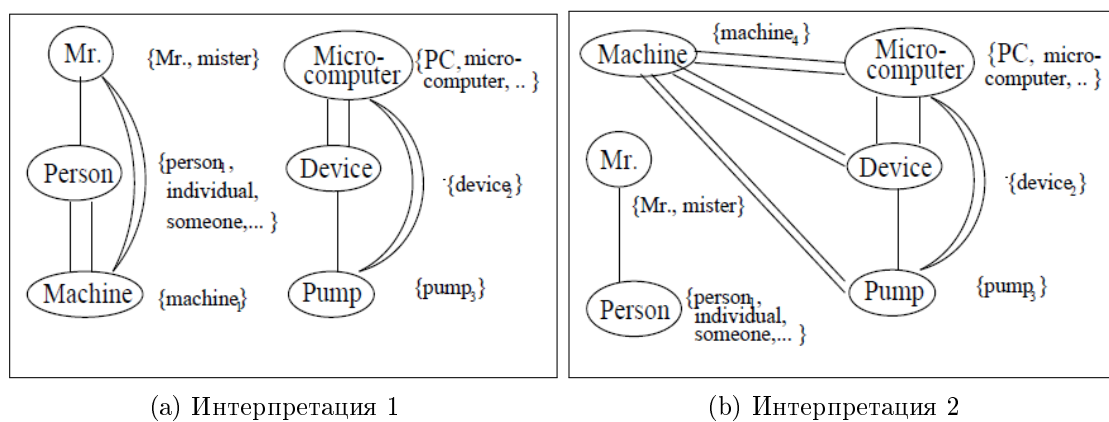 Mr.
{Mr., mister}
Person
{person₁,
individual,
someone,... }
Machine
{machine₁}
Micro-
computer
{PC, micro-
computer, .. }
Device
{device₂}
Pump
{pump₃}
(a) Интерпретация 1
Machine
{machine₄}
Micro-
computer
{PC, micro-
computer, .. }
Mr.
{Mr., mister}
Device
{device₂}
Person
{person₁,
individual,
someone,... }
Pump
{pump₃}
(b) Интерпретация 2